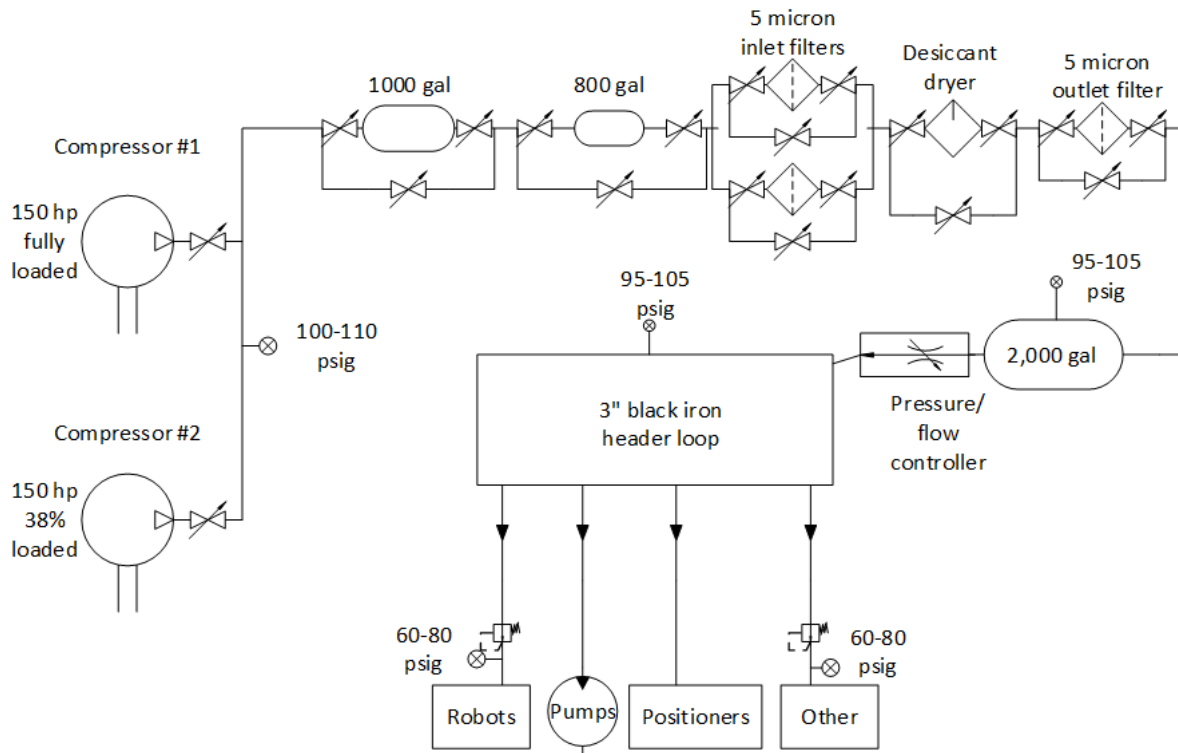 5 micron
inlet filters
Desiccant
dryer
5 micron
outlet filter
1000 gal
800 gal
Compressor #1
150 hp
fully
loaded
100-110
psig
95-105
psig
95-105
psig
2,000 gal
3" black iron
header loop
Pressure/
flow
controller
Compressor #2
150 hp
38%
loaded
60-80
psig
60-80
psig
Robots
Pumps
Positioners
Other